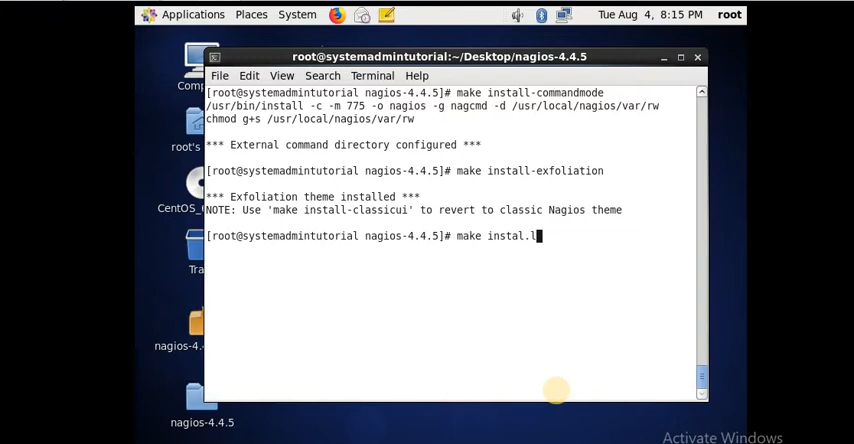 Applications Places System Tue Aug 4, 8:15 PM root
root@systemadmintutorial:~/Desktop/nagios-4.4.5
File Edit View Search Terminal Help
[root@systemadmintutorial nagios-4.4.5]# make install-commandmode
/usr/bin/install -c -m 775 -o nagios -g nagcmd -d /usr/local/nagios/var/rw
chmod g+s /usr/local/nagios/var/rw
*** External command directory configured ***
[root@systemadmintutorial nagios-4.4.5]# make install-exfoliation
*** Exfoliation theme installed ***
NOTE: Use 'make install-classicui' to revert to classic Nagios theme
[root@systemadmintutorial nagios-4.4.5]# make instal.l
Comp
root's
CentOS_
Tra
nagios-4.
nagios-4.4.5
Activate Windows